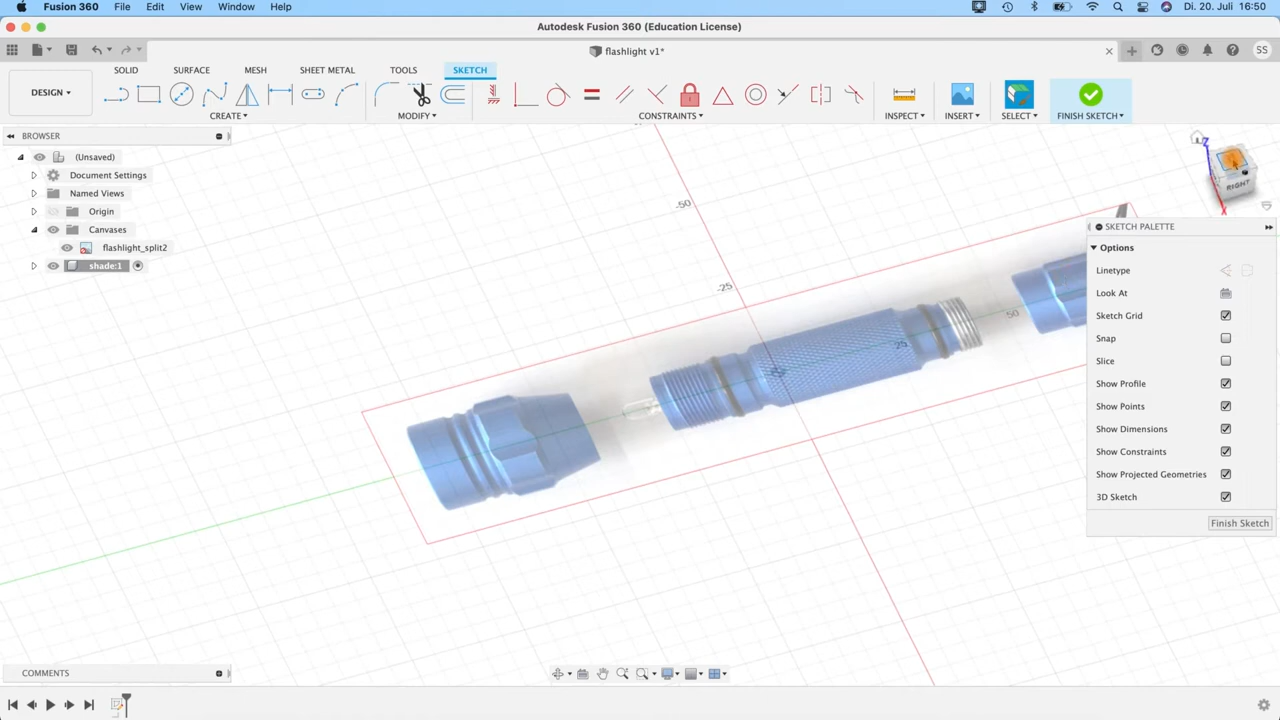 Fusion 360 File Edit View Window Help Di. 20. Juli 16:50
Autodesk Fusion 360 (Education License)
flashlight v1* SS
DESIGN SOLID SURFACE MESH SHEET METAL TOOLS SKETCH
CREATE MODIFY CONSTRAINTS INSPECT INSERT SELECT FINISH SKETCH
BROWSER
(Unsaved)
Document Settings
Named Views
Origin
Canvases
flashlight_split2
shade:1
-50
-25
25
50
Z
RIGHT
X
SKETCH PALETTE
Options
Linetype
Look At
Sketch Grid
Snap
Slice
Show Profile
Show Points
Show Dimensions
Show Constraints
Show Projected Geometries
3D Sketch
Finish Sketch
COMMENTS